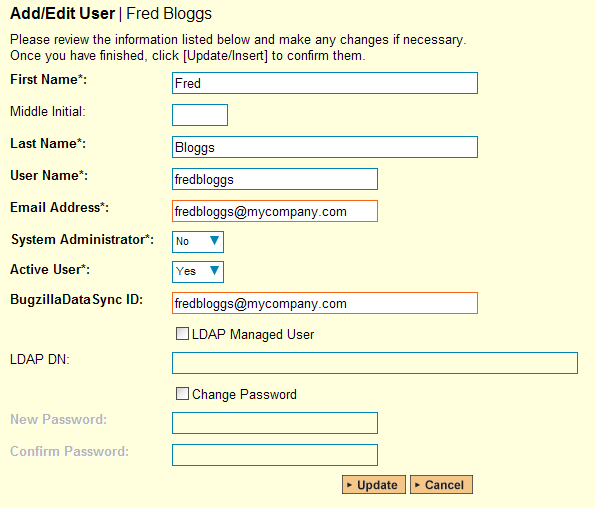 Add/Edit User | Fred Bloggs
Please review the information listed below and make any changes if necessary.
Once you have finished, click [Update/Insert] to confirm them.
First Name*: Fred
Middle Initial:
Last Name*: Bloggs
User Name*: fredbloggs
Email Address*: fredbloggs@mycompany.com
System Administrator*: No
Active User*: Yes
BugzillaDataSync ID: fredbloggs@mycompany.com
LDAP Managed User
LDAP DN:
Change Password
New Password:
Confirm Password:
Update Cancel